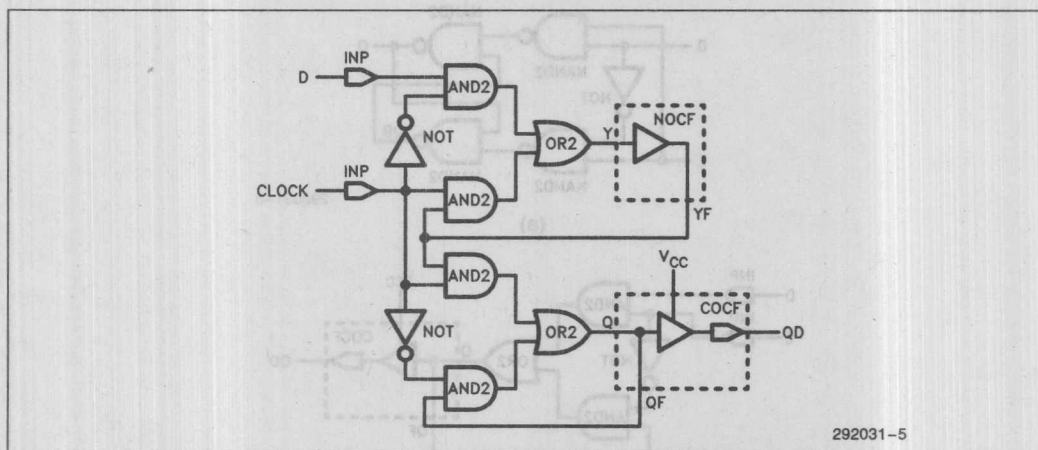 INP
D
AND2
NOT
NOCF
OR2
Y
INP
CLOCK
AND2
YF
VCC
AND2
COCF
NOT
OR2
Q
QD
AND2
QF
292031-5